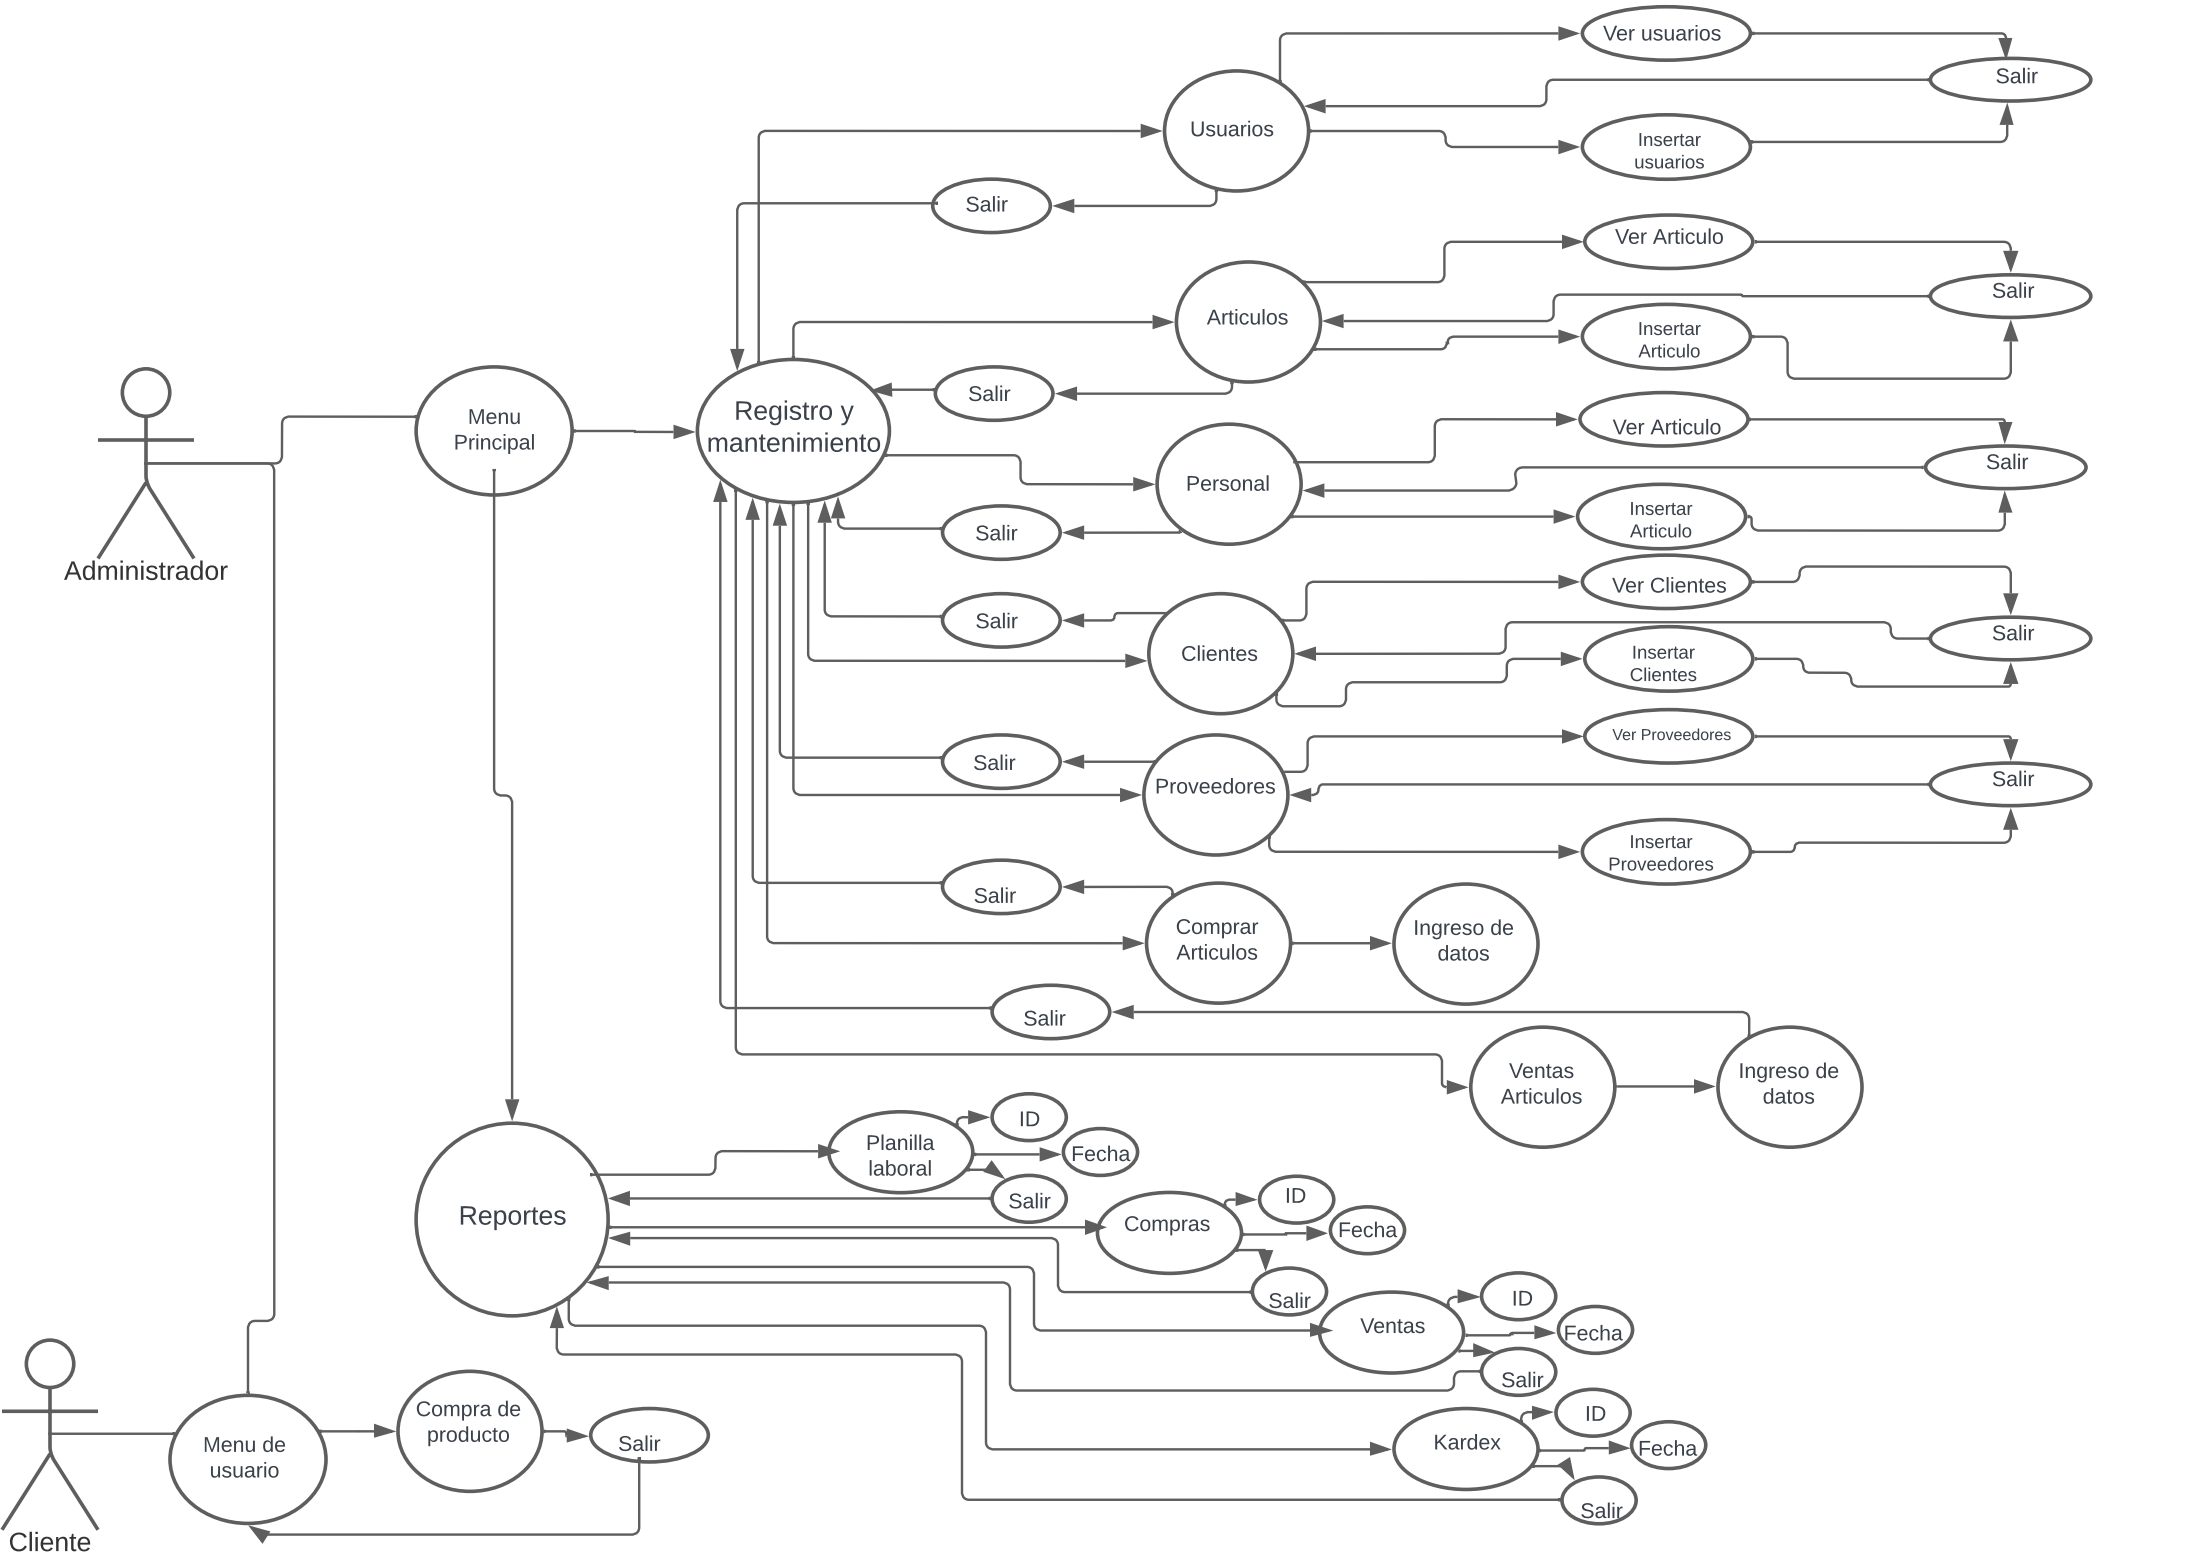 Ver usuarios
Salir
Usuarios
Insertar
usuarios
Salir
Ver Articulo
Salir
Articulos
Insertar
Articulo
Salir
Menu
Principal
Registro y
mantenimiento
Ver Articulo
Salir
Personal
Insertar
Articulo
Salir
Administrador
Ver Clientes
Salir
Clientes
Salir
Insertar
Clientes
Ver Proveedores
Salir
Proveedores
Salir
Insertar
Proveedores
Salir
Comprar
Articulos
Ingreso de
datos
Salir
Ventas
Articulos
Ingreso de
datos
Planilla
laboral
ID
Fecha
Salir
Reportes
Compras
ID
Fecha
Salir
Ventas
ID
Fecha
Salir
Kardex
ID
Fecha
Salir
Menu de
usuario
Compra de
producto
Salir
Cliente